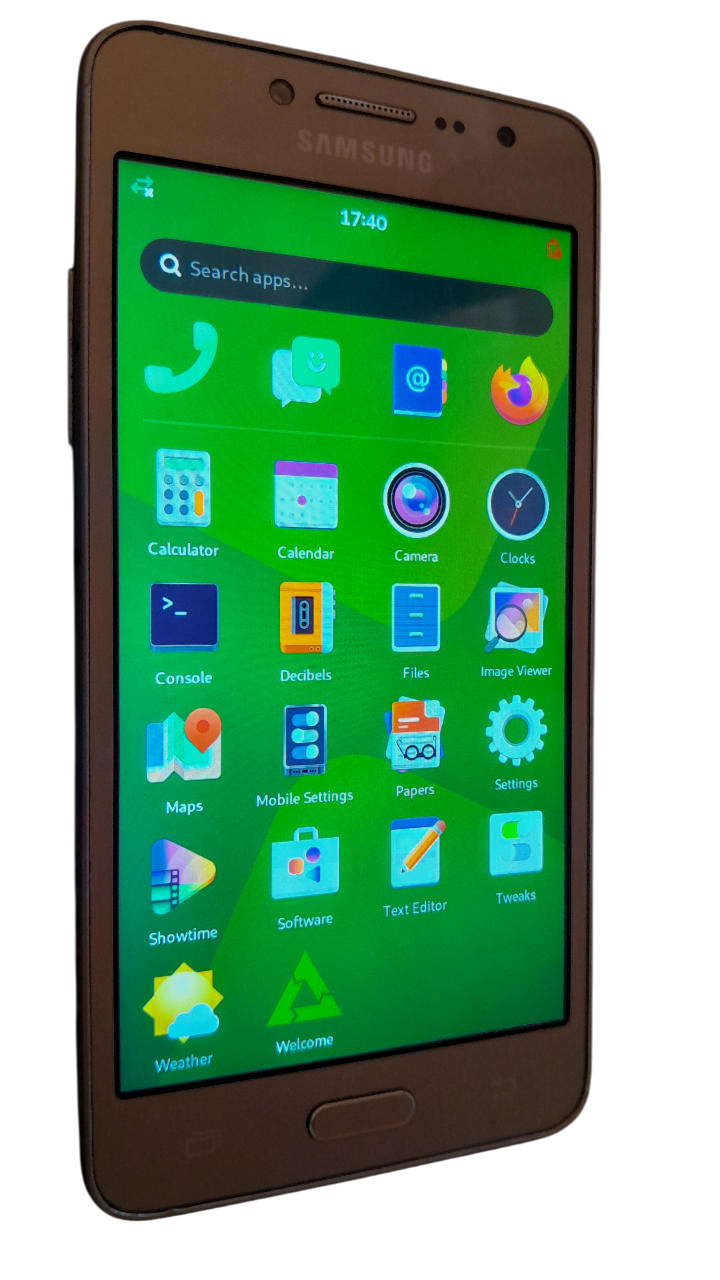 SAMSUNG
17:40
Search apps...
@
Calculator Calendar Camera Clocks
>_
Console Decibels Files Image Viewer
Maps Mobile Settings Papers Settings
Showtime Software Text Editor Tweaks
Weather Welcome